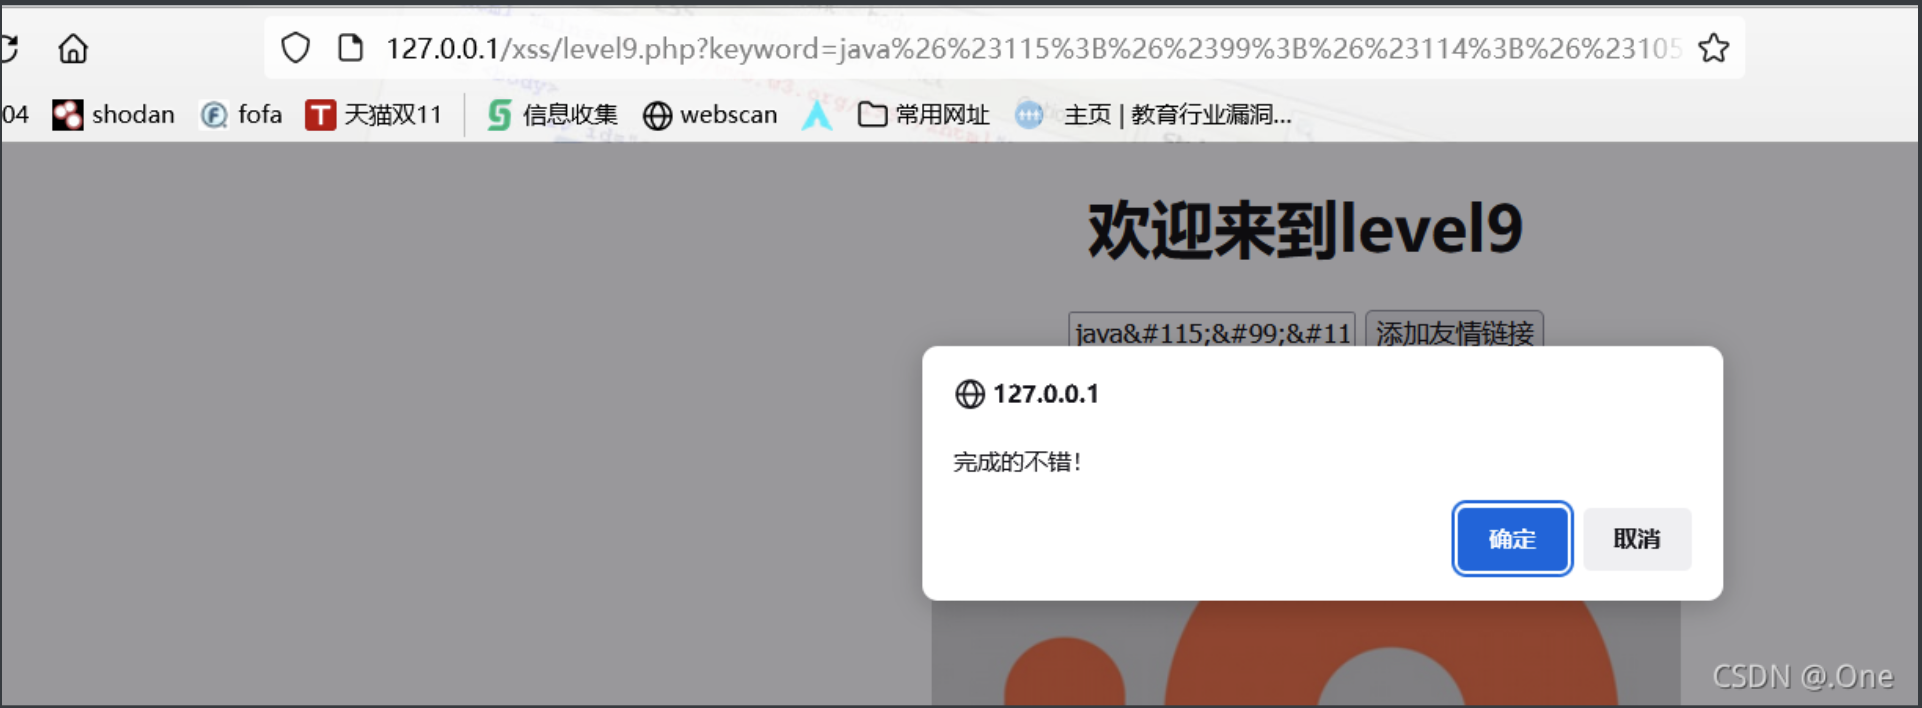 127.0.0.1/xss/level9.php?keyword=java%26%23115%3B%26%2399%3B%26%23114%3B%26%23105
04 shodan fofa 天猫双11 信息收集 webscan 常用网址 主页 | 教育行业漏洞...
欢迎来到level9
java&#115;&#99;&#11 添加友情链接
127.0.0.1
完成的不错!
确定 取消
CSDN @.One